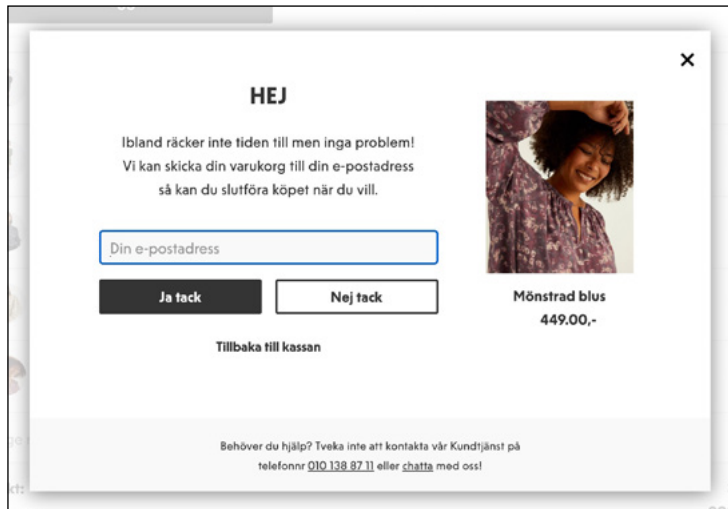 HEJ
Ibland räcker inte tiden till men inga problem!
Vi kan skicka din varukorg till din e-postadress
så kan du slutföra köpet när du vill.
Din e-postadress
Ja tack
Nej tack
Tillbaka till kassan
Mönstrad blus
449.00,-
Behöver du hjälp? Tveka inte att kontakta vår Kundtjänst på
telefonnr 010 138 87 11 eller chatta med oss!